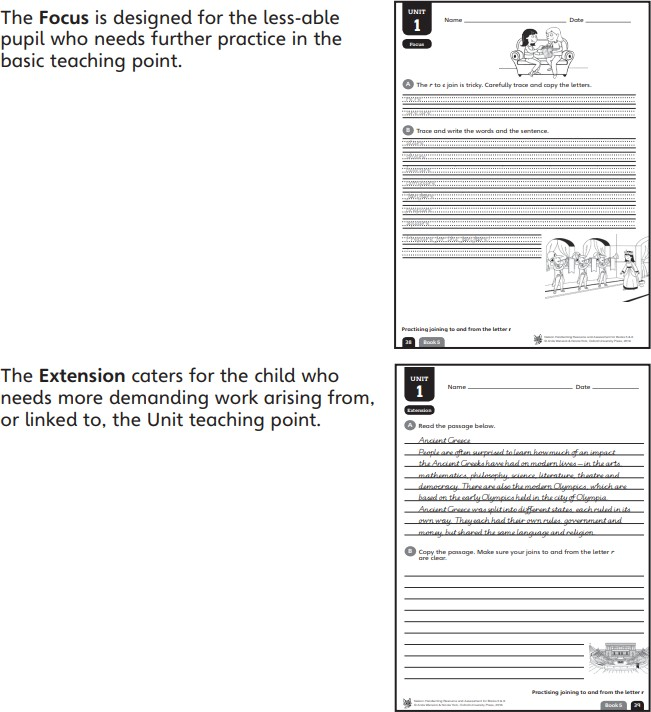 The Focus is designed for the less-able
pupil who needs further practice in the
basic teaching point.
UNIT
1
Focus
Name
Date
A The r to s join is tricky. Carefully trace and copy the letters.
B Trace and write the words and the sentence.
Practising joining to and from the letter r
38 Book 6
The Extension caters for the child who
needs more demanding work arising from,
or linked to, the Unit teaching point.
UNIT
1
Extension
Name
Date
A Read the passage below.
Ancient Greece
People are often surprised to learn how much of an impact
the Ancient Greeks have had on modern lives – in the arts,
mathematics, philosophy, science, literature, theatre and
democracy. There are also the modern Olympics, which are
based on the early Olympics held in the city of Olympia.
Ancient Greece was split into different states, each ruled in its
own way. They each had their own rules, government and
money, but shared the same language and religion.
B Copy the passage. Make sure your joins to and from the letter r
are clear.
Practising joining to and from the letter r
Book 6 39